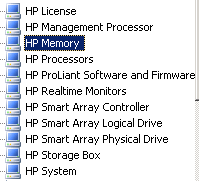 HP License
HP Management Processor
HP Memory
HP Processors
HP ProLiant Software and Firmware
HP Realtime Monitors
HP Smart Array Controller
HP Smart Array Logical Drive
HP Smart Array Physical Drive
HP Storage Box
HP System